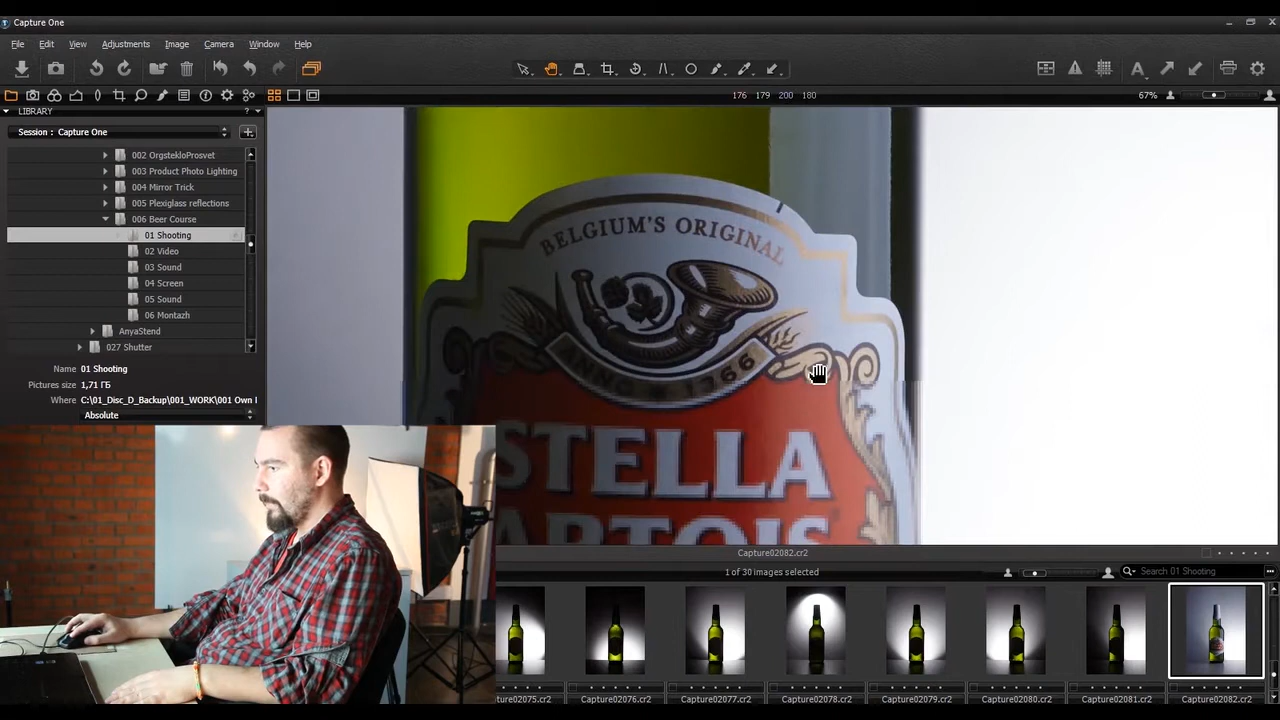 Capture One
File Edit View Adjustments Image Camera Window Help
176 179 200 180
67%
LIBRARY
? 
Session : Capture One
002 OrgstekloProsvet
003 Product Photo Lighting
004 Mirror Trick
005 Plexiglass reflections
006 Beer Course
01 Shooting
02 Video
03 Sound
04 Screen
05 Sound
06 Montazh
AnyaStend
027 Shutter
Name 01 Shooting
Pictures size 1,71 ГБ
Where C:\01_Disc_D_Backup\001_WORK\001 Own
Absolute
BELGIUM'S ORIGINAL
ANNO 1366
STELLA
ARTOIS
Capture02082.cr2
1 of 30 images selected
Search 01 Shooting
02075.cr2 Capture02076.cr2 Capture02077.cr2 Capture02078.cr2 Capture02079.cr2 Capture02080.cr2 Capture02081.cr2 Capture02082.cr2